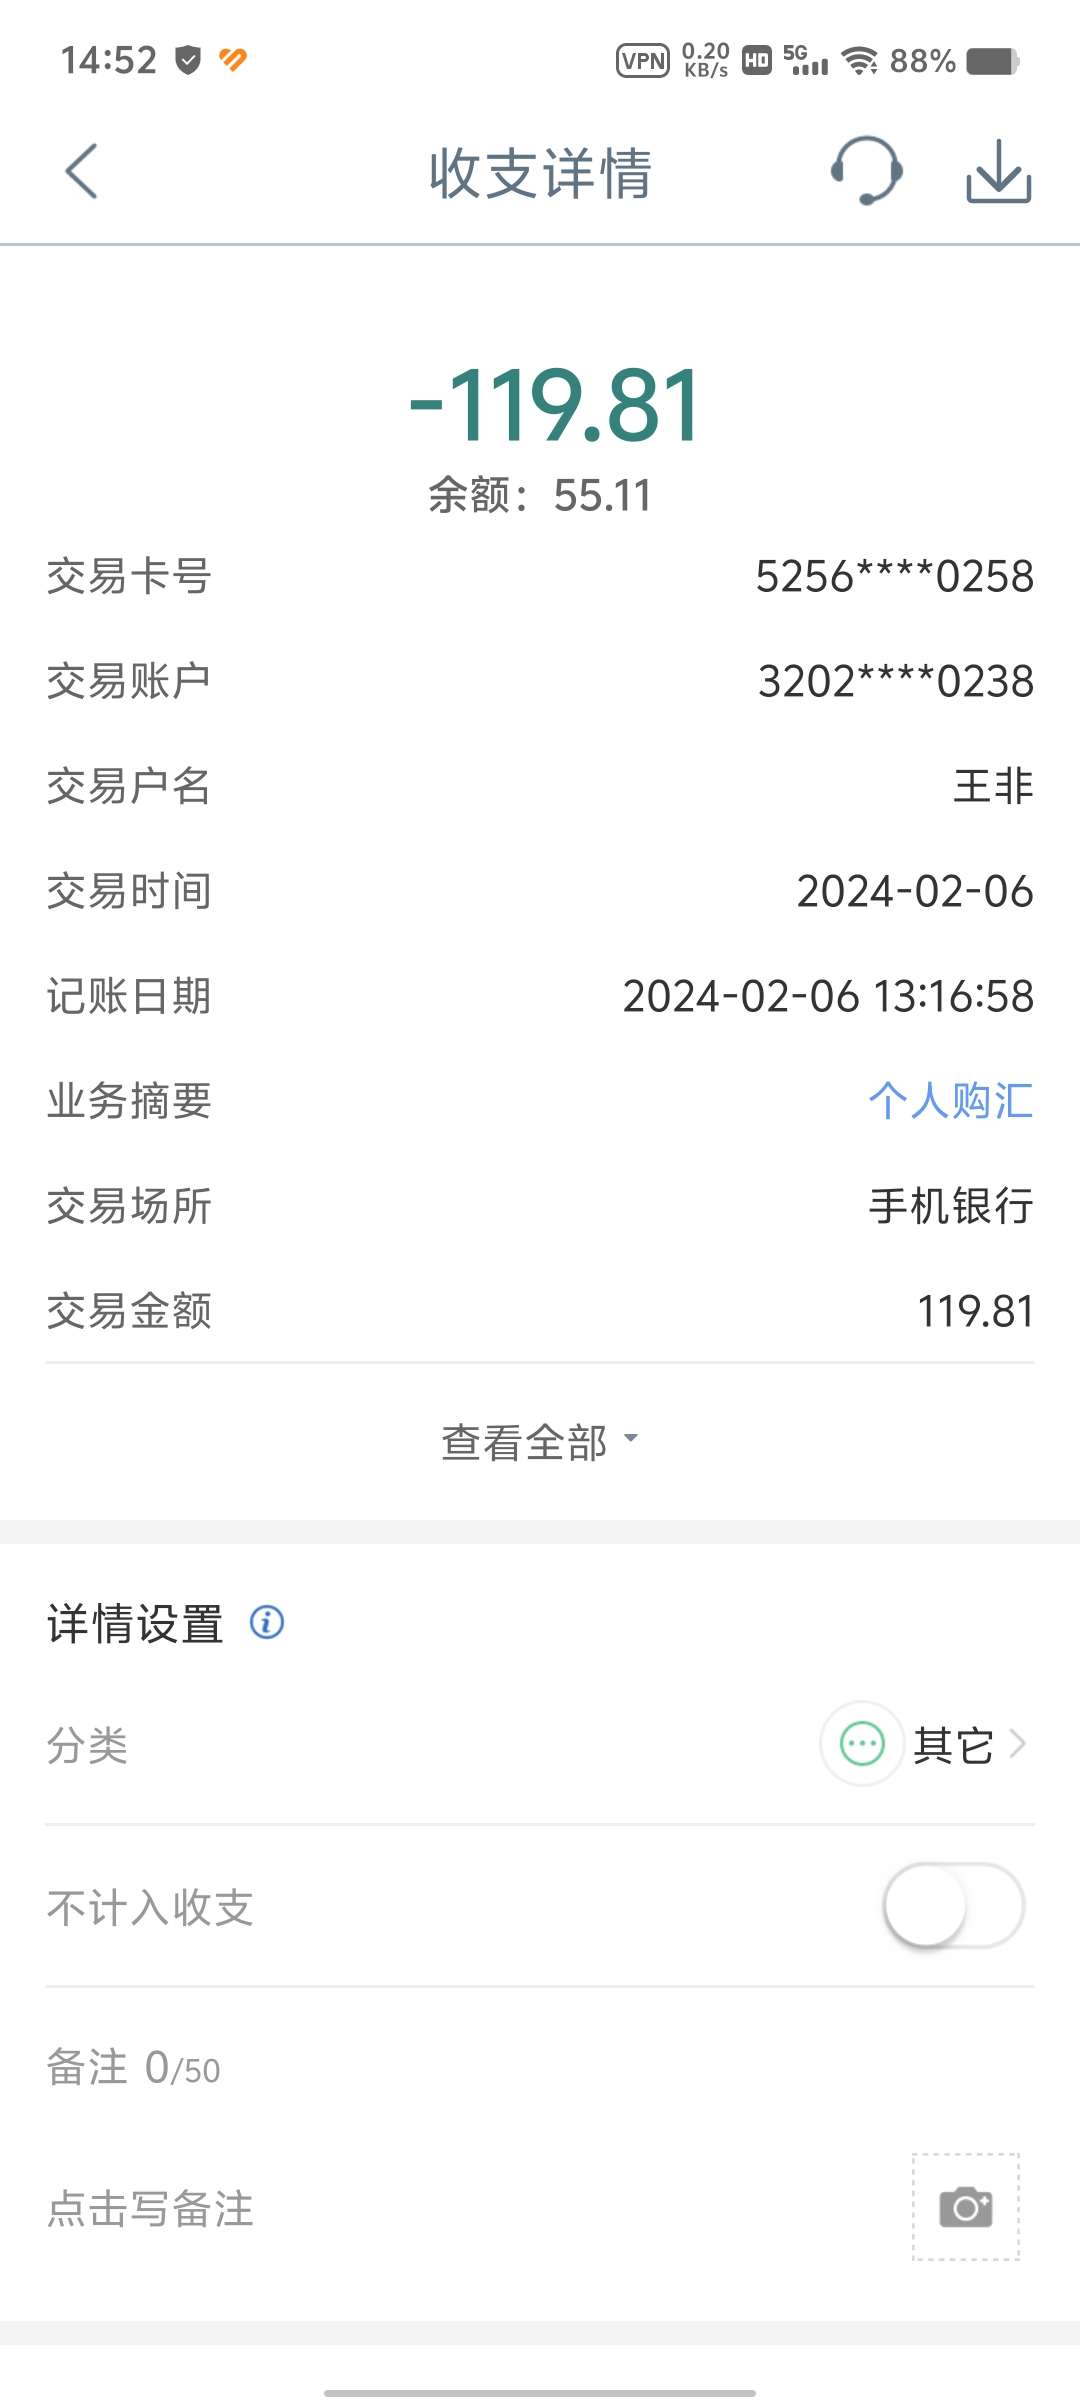 14:52 VPN 0.20 KB/s HD 5G 88%
收支详情
-119.81
余额：55.11
交易卡号 5256****0258
交易账户 3202****0238
交易户名 王非
交易时间 2024-02-06
记账日期 2024-02-06 13:16:58
业务摘要 个人购汇
交易场所 手机银行
交易金额 119.81
查看全部
详情设置
分类 其它
不计入收支
备注 0/50
点击写备注